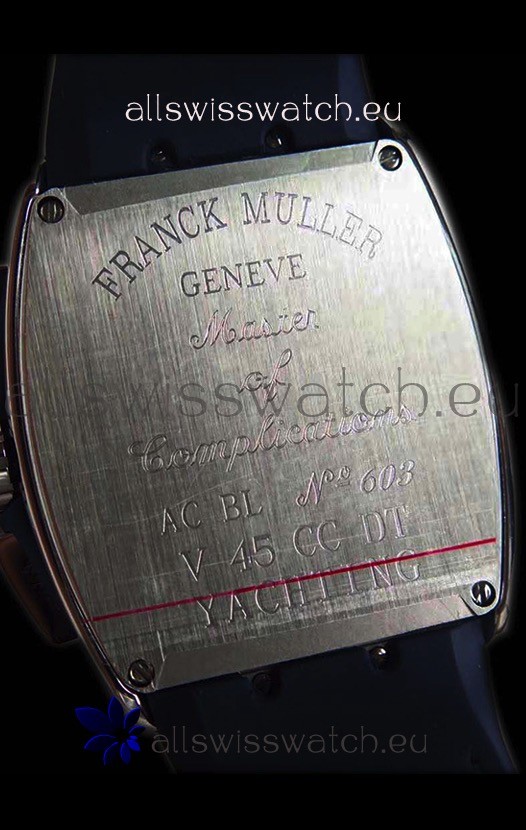 allswisswatch.eu
FRANCK MULLER
GENEVE
Master
of
allswisswatch.eu
Complications
AC BL Nº 603
V 45 CC DT
YACHTING
allswisswatch.eu